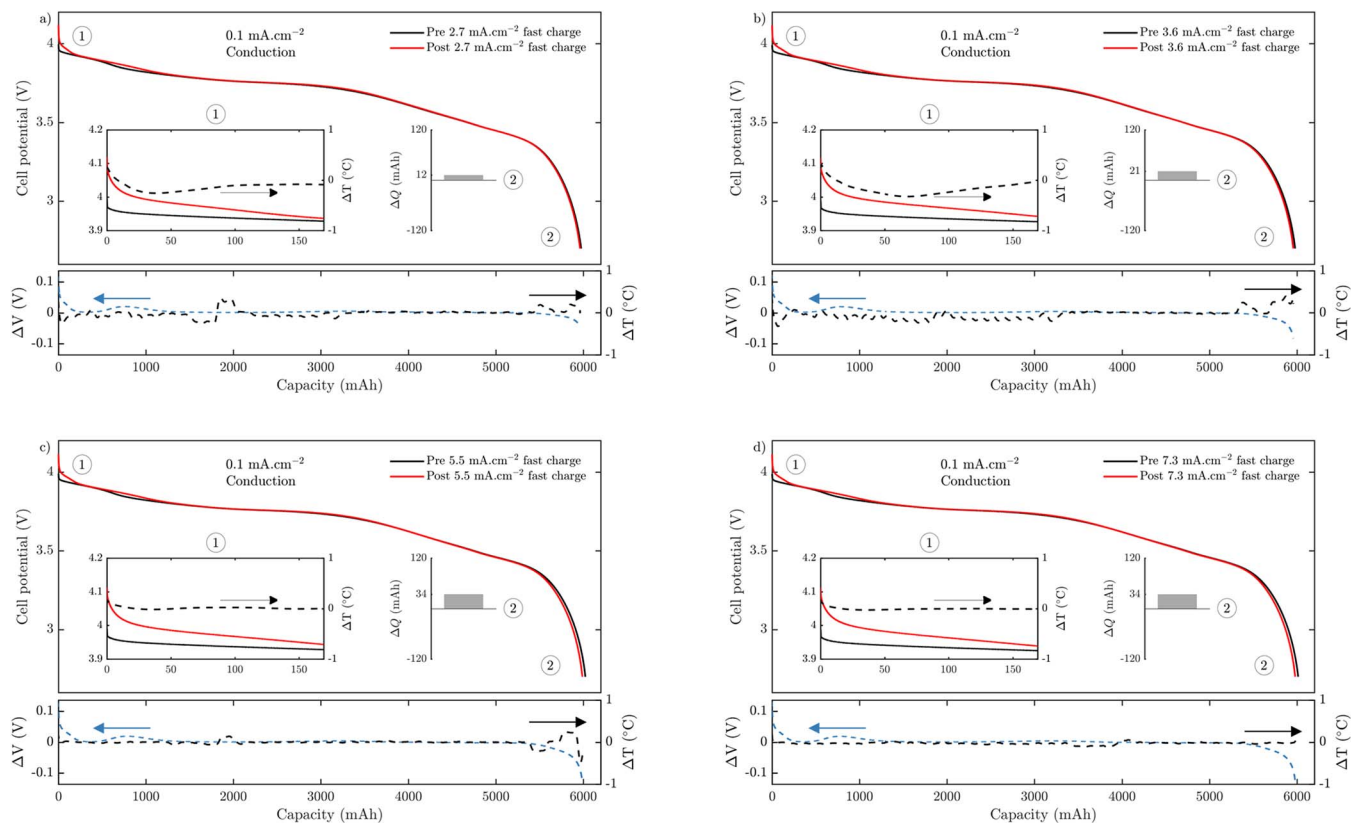 a)
0.1 mA.cm−2
Conduction
Pre 2.7 mA.cm−2 fast charge
Post 2.7 mA.cm−2 fast charge
1
4
3.5
3
Cell potential (V)
1
4.2
4.1
4
3.9
0 50 100 150
1
0
-1
ΔT (°C)
ΔQ (mAh)
120
12
-120
2
2
ΔV (V)
0.1
0
-0.1
1
0
-1
ΔT (°C)
0 1000 2000 3000 4000 5000 6000
Capacity (mAh)
b)
0.1 mA.cm−2
Conduction
Pre 3.6 mA.cm−2 fast charge
Post 3.6 mA.cm−2 fast charge
1
4
3.5
3
Cell potential (V)
1
4.2
4.1
4
3.9
0 50 100 150
1
0
-1
ΔT (°C)
ΔQ (mAh)
120
21
-120
2
2
ΔV (V)
0.1
0
-0.1
1
0
-1
ΔT (°C)
0 1000 2000 3000 4000 5000 6000
Capacity (mAh)
c)
0.1 mA.cm−2
Conduction
Pre 5.5 mA.cm−2 fast charge
Post 5.5 mA.cm−2 fast charge
1
4
3.5
3
Cell potential (V)
1
4.2
4.1
4
3.9
0 50 100 150
1
0
-1
ΔT (°C)
ΔQ (mAh)
120
34
-120
2
2
ΔV (V)
0.1
0
-0.1
1
0
-1
ΔT (°C)
0 1000 2000 3000 4000 5000 6000
Capacity (mAh)
d)
0.1 mA.cm−2
Conduction
Pre 7.3 mA.cm−2 fast charge
Post 7.3 mA.cm−2 fast charge
1
4
3.5
3
Cell potential (V)
1
4.2
4.1
4
3.9
0 50 100 150
1
0
-1
ΔT (°C)
ΔQ (mAh)
120
34
-120
2
2
ΔV (V)
0.1
0
-0.1
1
0
-1
ΔT (°C)
0 1000 2000 3000 4000 5000 6000
Capacity (mAh)